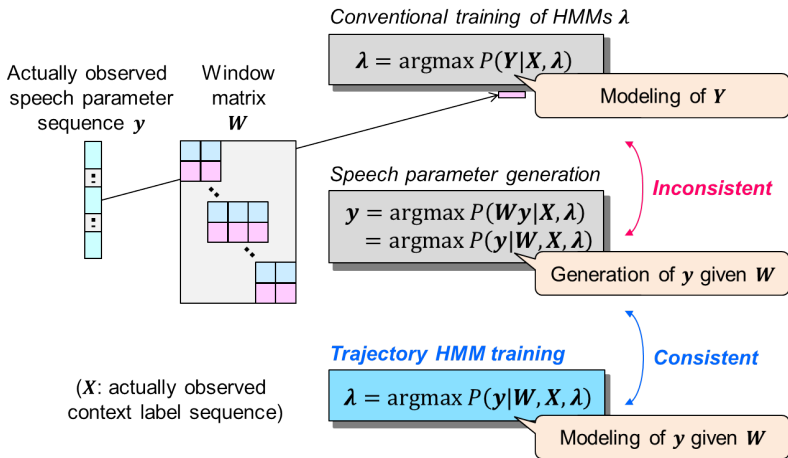 Conventional training of HMMs λ
λ = argmax P(Y|X, λ)
Modeling of Y
Actually observed
speech parameter
sequence y
Window
matrix
W
Inconsistent
Speech parameter generation
y = argmax P(Wy|X, λ)
= argmax P(y|W, X, λ)
Generation of y given W
Consistent
Trajectory HMM training
λ = argmax P(y|W, X, λ)
Modeling of y given W
(X: actually observed
context label sequence)